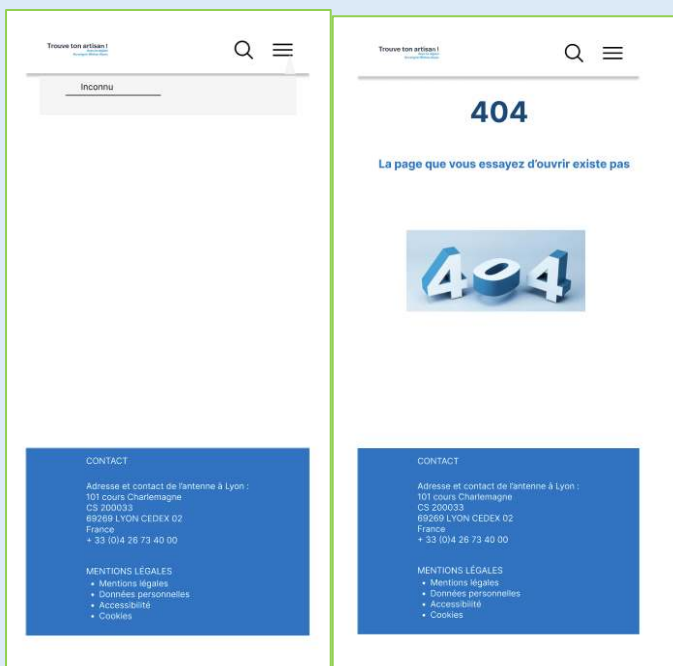 Trouve ton artisan !
Inconnu
CONTACT
Adresse et contact de l'antenne à Lyon :
101 cours Charlemagne
CS 200033
69269 LYON CEDEX 02
France
+ 33 (0)4 26 73 40 00
MENTIONS LÉGALES
• Mentions légales
• Données personnelles
• Accessibilité
• Cookies
Trouve ton artisan !
404
La page que vous essayez d'ouvrir existe pas
404
CONTACT
Adresse et contact de l'antenne à Lyon :
101 cours Charlemagne
CS 200033
69269 LYON CEDEX 02
France
+ 33 (0)4 26 73 40 00
MENTIONS LÉGALES
• Mentions légales
• Données personnelles
• Accessibilité
• Cookies